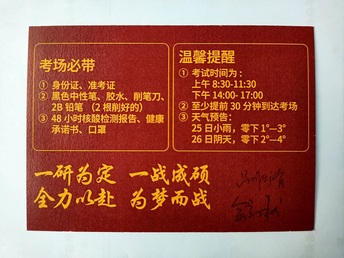 考场必带
① 身份证、准考证
② 黑色中性笔、胶水、削笔刀、
2B 铅笔 （2 根削好的）
③ 48 小时核酸检测报告、健康
承诺书、口罩
温馨提醒
① 考试时间为：
上午 8:30-11:30
下午 14:00- 17:00
② 至少提前 30 分钟到达考场
③ 天气预告：
25 日小雨，零下 1°—3°
26 日阴天，零下 2°—4°
一研为定 一战成硕
全力以赴 为梦而战